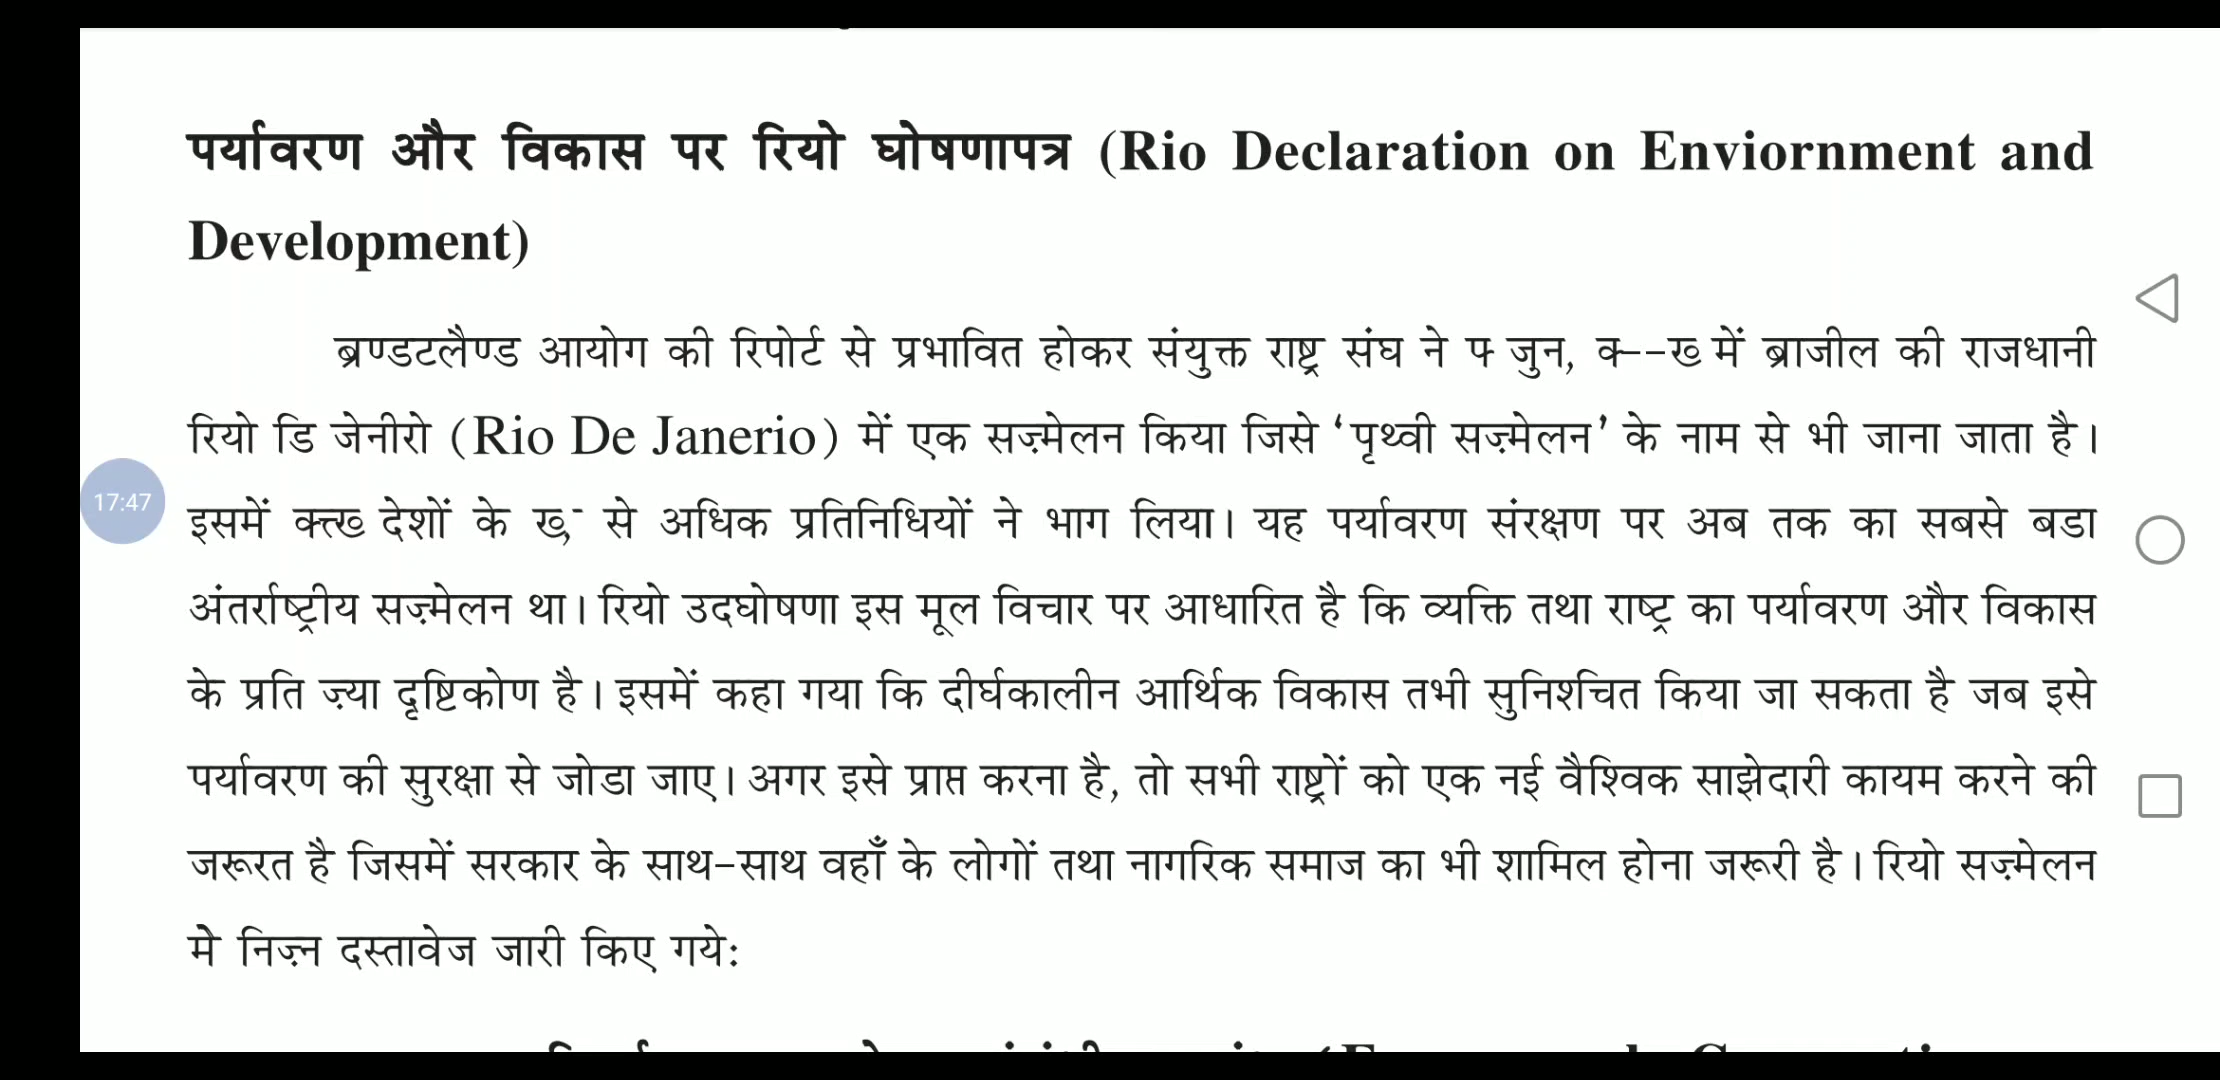 पर्यावरण और विकास पर रियो घोषणापत्र (Rio Declaration on Enviornment and
Development)
ब्रण्डटलैण्ड आयोग की रिपोर्ट से प्रभावित होकर संयुक्त राष्ट्र संघ ने फ जुन, क--ख में ब्राजील की राजधानी
रियो डि जेनीरो (Rio De Janerio) में एक सज़्मेलन किया जिसे ‘पृथ्वी सज़्मेलन’ के नाम से भी जाना जाता है।
17:47
इसमें क्त्त्ख देशों के ख,- से अधिक प्रतिनिधियों ने भाग लिया। यह पर्यावरण संरक्षण पर अब तक का सबसे बडा
अंतर्राष्ट्रीय सज़्मेलन था। रियो उदघोषणा इस मूल विचार पर आधारित है कि व्यक्ति तथा राष्ट्र का पर्यावरण और विकास
के प्रति ज़्या दृष्टिकोण है। इसमें कहा गया कि दीर्घकालीन आर्थिक विकास तभी सुनिश्चित किया जा सकता है जब इसे
पर्यावरण की सुरक्षा से जोडा जाए। अगर इसे प्राप्त करना है, तो सभी राष्ट्रों को एक नई वैश्विक साझेदारी कायम करने की
जरूरत है जिसमें सरकार के साथ-साथ वहाँ के लोगों तथा नागरिक समाज का भी शामिल होना जरूरी है। रियो सज़्मेलन
मे निज़्न दस्तावेज जारी किए गये: